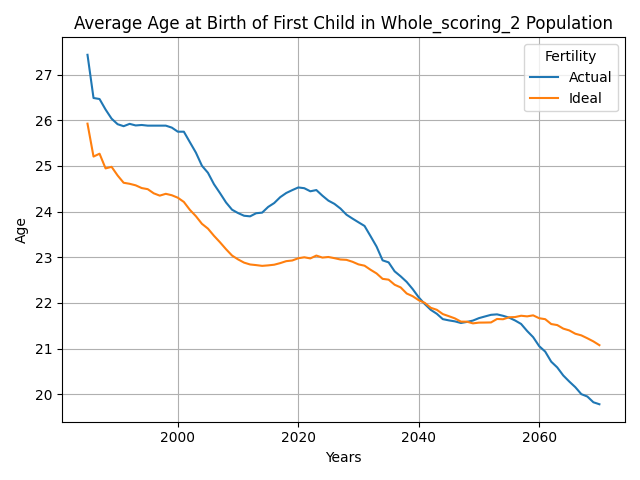 Average Age at Birth of First Child in Whole_scoring_2 Population
Fertility
Actual
Ideal
27
26
25
24
23
22
21
20
Age
2000
2020
2040
2060
Years